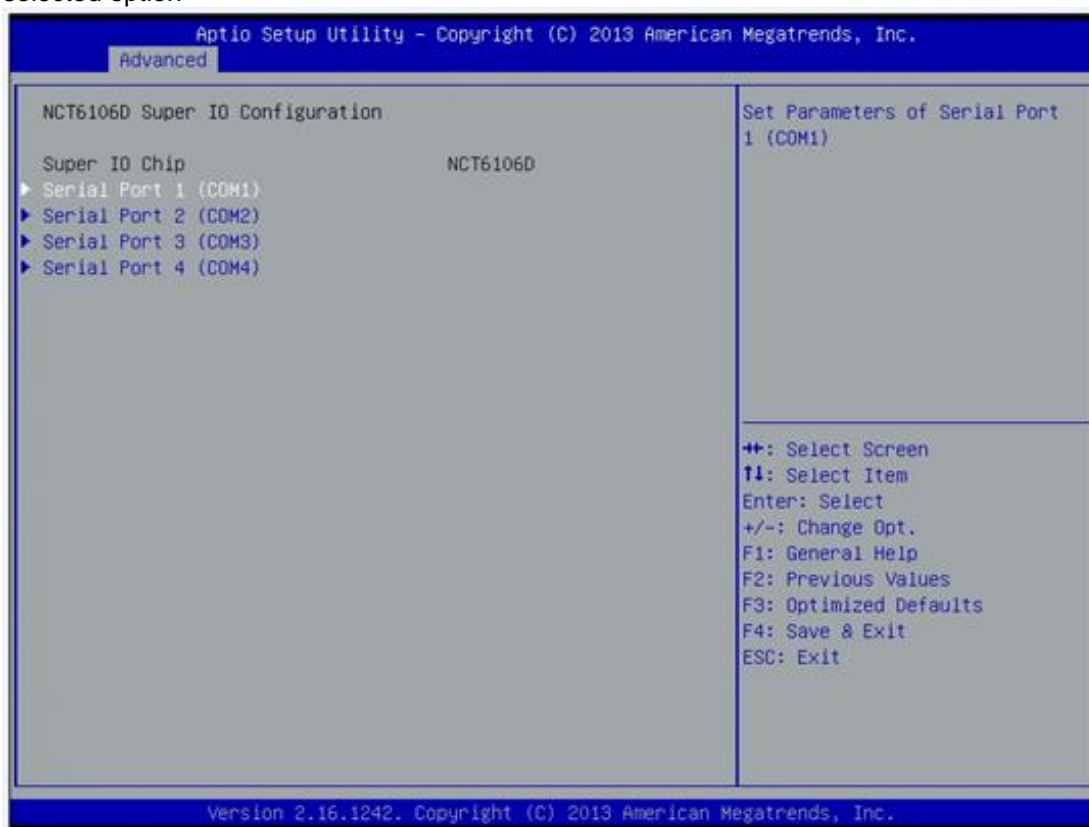 selected option
Aptio Setup Utility - Copyright (C) 2013 American Megatrends, Inc.
Advanced
NCT6106D Super IO Configuration
Super IO Chip NCT6106D
Serial Port 1 (COM1)
Serial Port 2 (COM2)
Serial Port 3 (COM3)
Serial Port 4 (COM4)
Set Parameters of Serial Port
1 (COM1)
↔: Select Screen
↑↓: Select Item
Enter: Select
+/-: Change Opt.
F1: General Help
F2: Previous Values
F3: Optimized Defaults
F4: Save & Exit
ESC: Exit
Version 2.16.1242. Copyright (C) 2013 American Megatrends, Inc.